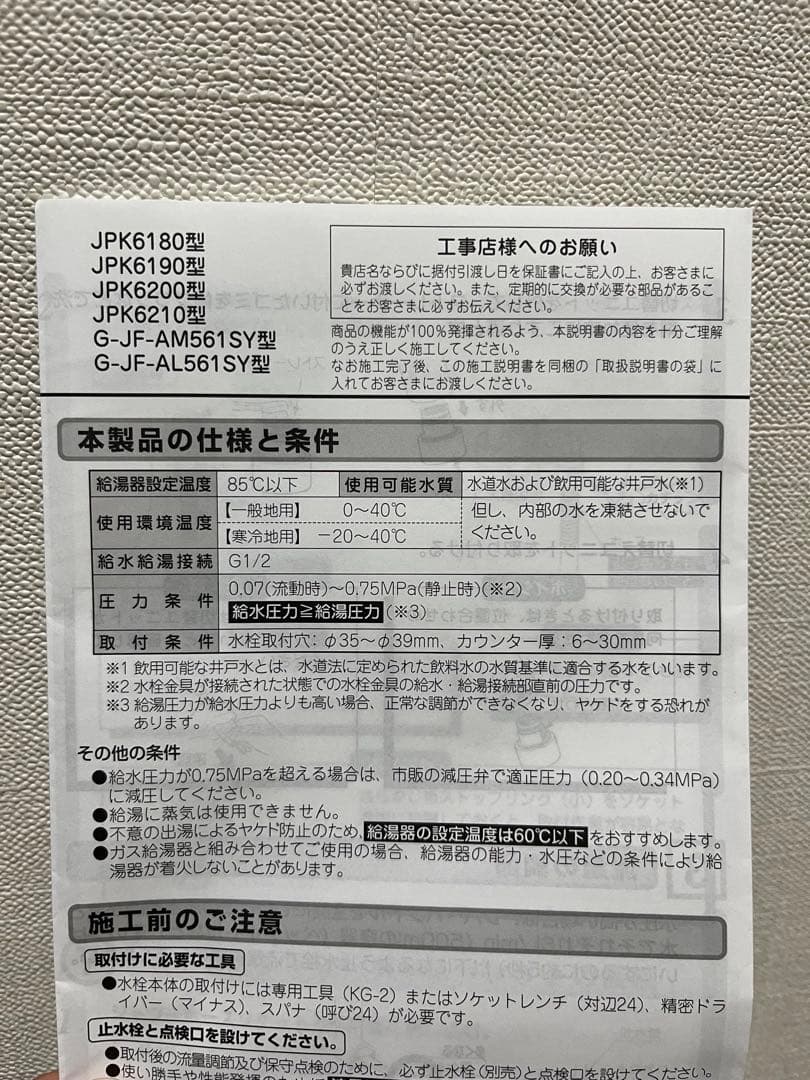 JPK6180型
JPK6190型
JPK6200型
JPK6210型
G-JF-AM561SY型
G-JF-AL561SY型
工事店様へのお願い
貴店名ならびに据付引渡し日を保証書にご記入の上、お客さまに
必ずお渡しください。また、定期的に交換が必要な部品があるこ
とをお客さまに必ずお伝えください。
商品の機能が100%発揮されるよう、本説明書の内容を十分ご理解
のうえ正しく施工してください。
なお施工完了後、この施工説明書を同梱の「取扱説明書の袋」に
入れてお客さまにお渡しください。
本製品の仕様と条件
給湯器設定温度 85℃以下 使用可能水質 水道水および飲用可能な井戸水(※1)
使用環境温度 【一般地用】 0〜40℃ 但し、内部の水を凍結させないで
【寒冷地用】 −20〜40℃ ください。
給水給湯接続 G1/2
圧力条件 0.07(流動時)〜0.75MPa(静止時)(※2)
給水圧力≧給湯圧力(※3)
取付条件 水栓取付穴：φ35〜φ39mm、カウンター厚：6〜30mm
※1 飲用可能な井戸水とは、水道法に定められた飲料水の水質基準に適合する水をいいます。
※2 水栓金具が接続された状態での水栓金具の給水・給湯接続部直前の圧力です。
※3 給湯圧力が給水圧力よりも高い場合、正常な調節ができなくなり、ヤケドをする恐れが
あります。
その他の条件
●給水圧力が0.75MPaを超える場合は、市販の減圧弁で適正圧力（0.20〜0.34MPa）
に減圧してください。
●給湯に蒸気は使用できません。
●不意の出湯によるヤケド防止のため、給湯器の設定温度は60℃以下をおすすめします。
●ガス給湯器と組み合わせてご使用の場合、給湯器の能力・水圧などの条件により給
湯器が着火しないことがあります。
施工前のご注意
取付けに必要な工具
●水栓本体の取付けには専用工具（KG-2）またはソケットレンチ（対辺24）、精密ドラ
イバー（マイナス）、スパナ（呼び24）が必要です。
止水栓と点検口を設けてください。
●取付後の流量調節及び保守点検のために、必ず止水栓（別売）と点検口を設けてください。
●使い勝手や性能発揮のために